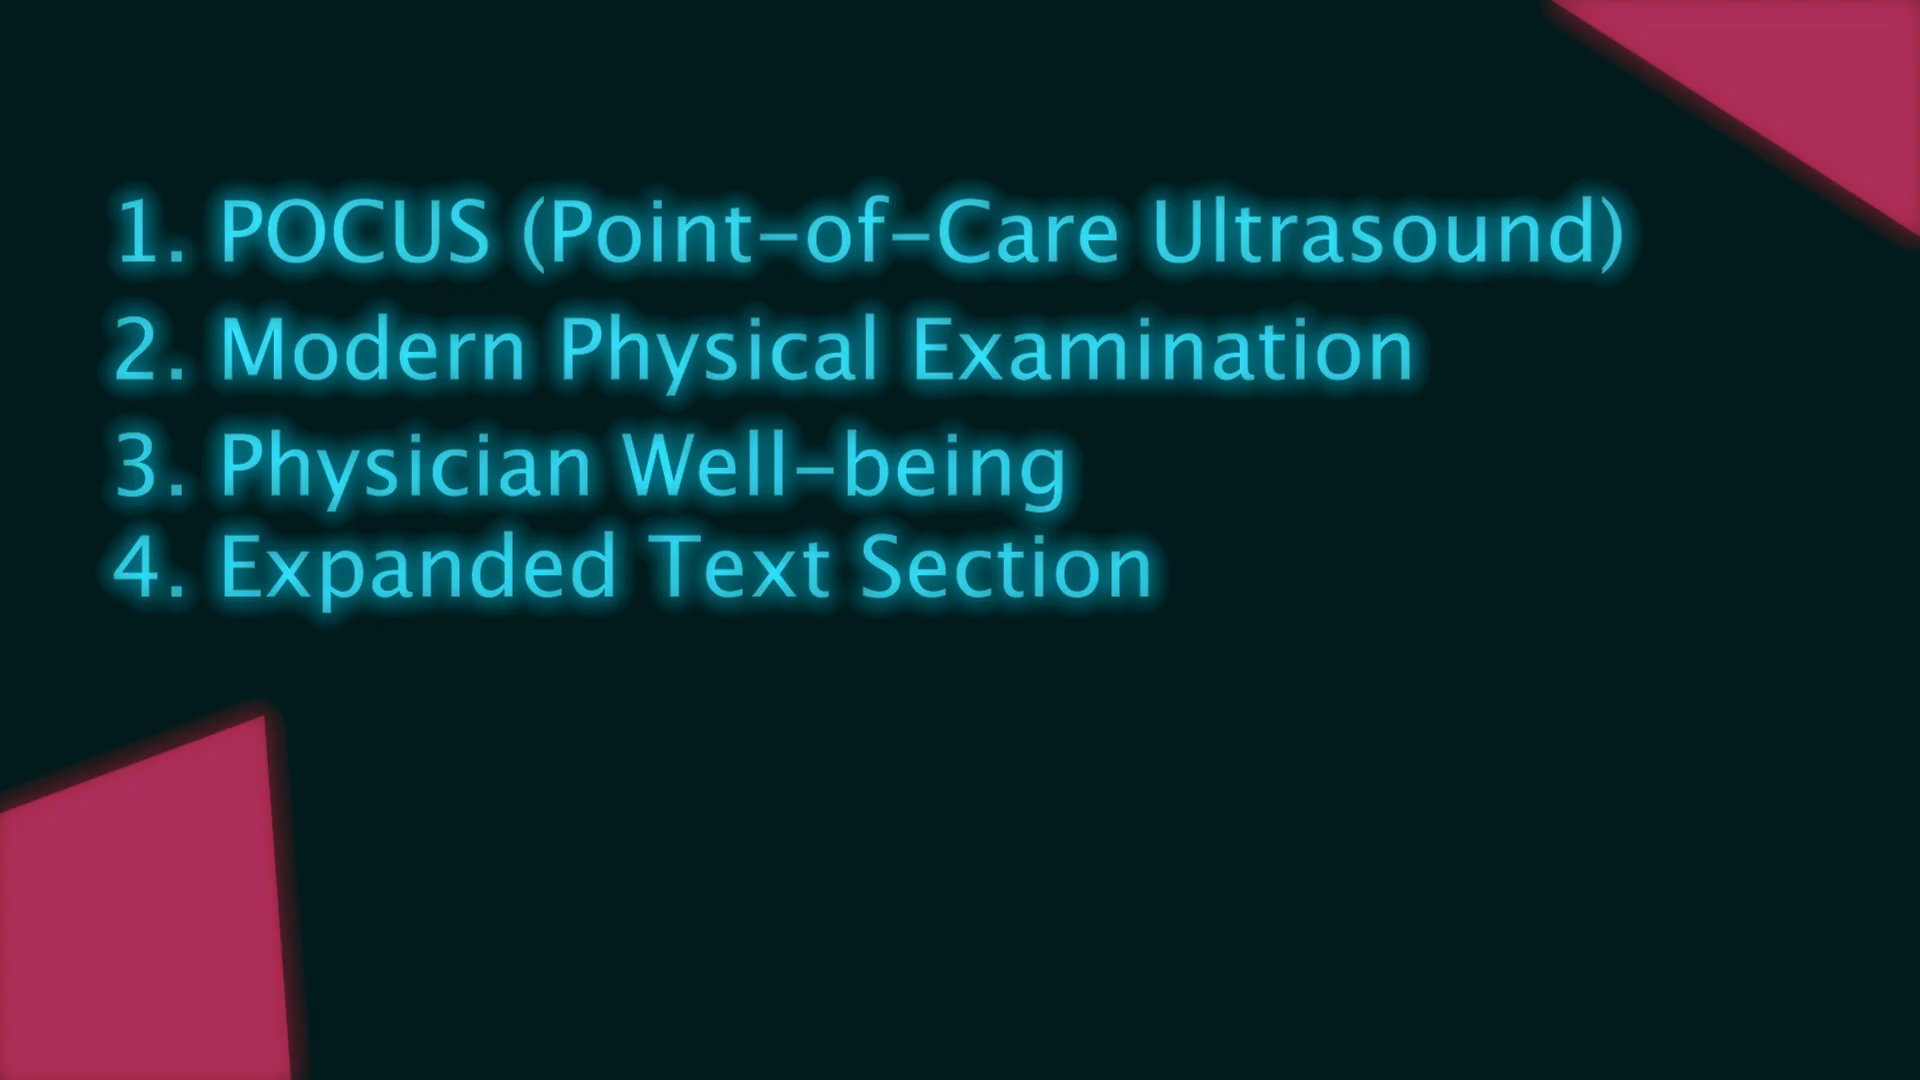 1. POCUS (Point-of-Care Ultrasound)
2. Modern Physical Examination
3. Physician Well-being
4. Expanded Text Section